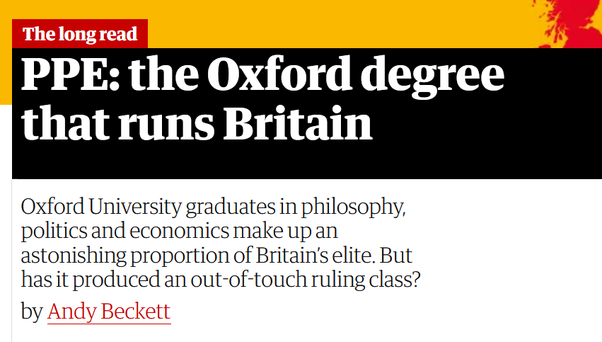 The long read
PPE: the Oxford degree
that runs Britain
Oxford University graduates in philosophy,
politics and economics make up an
astonishing proportion of Britain’s elite. But
has it produced an out-of-touch ruling class?
by Andy Beckett